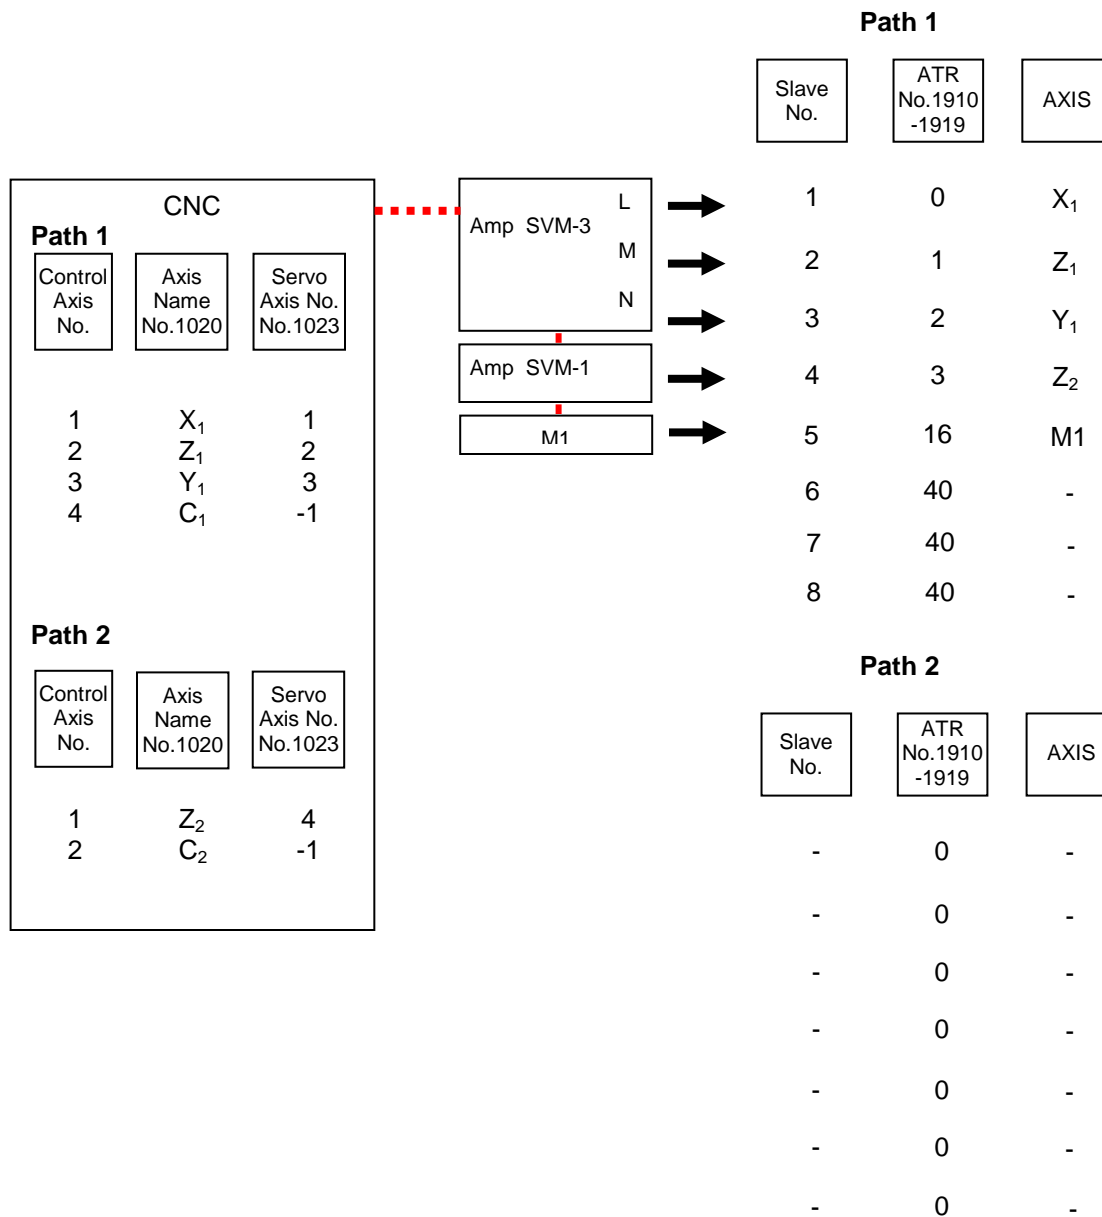 Path 1
Slave No.
ATR No.1910 -1919
AXIS
CNC
Path 1
Control Axis No.
Axis Name No.1020
Servo Axis No. No.1023
1 X₁ 1
2 Z₁ 2
3 Y₁ 3
4 C₁ -1
Path 2
Control Axis No.
Axis Name No.1020
Servo Axis No. No.1023
1 Z₂ 4
2 C₂ -1
Amp SVM-3
L
M
N
Amp SVM-1
M1
1 0 X₁
2 1 Z₁
3 2 Y₁
4 3 Z₂
5 16 M1
6 40 -
7 40 -
8 40 -
Path 2
Slave No.
ATR No.1910 -1919
AXIS
- 0 -
- 0 -
- 0 -
- 0 -
- 0 -
- 0 -
- 0 -